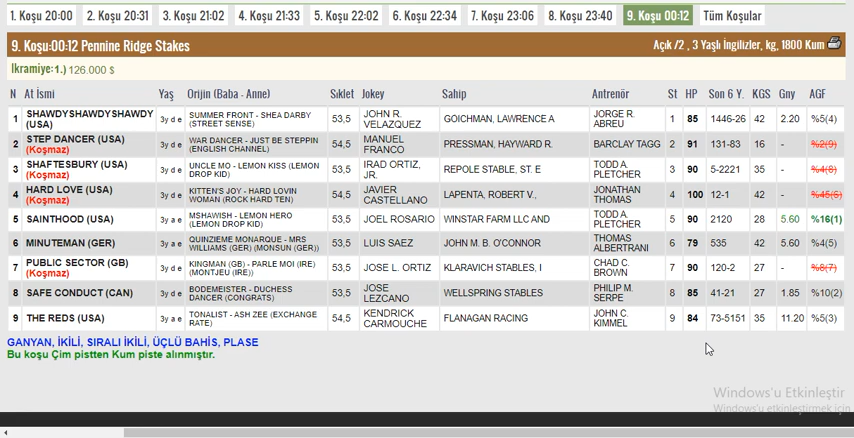 1. Koşu 20:00 2. Koşu 20:31 3. Koşu 21:02 4. Koşu 21:33 5. Koşu 22:02 6. Koşu 22:34 7. Koşu 23:06 8. Koşu 23:40 9. Koşu 00:12 Tüm Koşular
9. Koşu:00:12 Pennine Ridge Stakes Açık /2 , 3 Yaşlı İngilizler, kg, 1800 Kum
Ikramiye:1.) 126.000 $
N At İsmi Yaş Orijin (Baba - Anne) Sıklet Jokey Sahip Antrenör St HP Son 6 Y. KGS Gny AGF
1 SHAWDYSHAWDYSHAWDY (USA) 3y d e SUMMER FRONT - SHEA DARBY (STREET SENSE) 53,5 JOHN R. VELAZQUEZ GOICHMAN, LAWRENCE A JORGE R. ABREU 1 85 1446-26 42 2.20 %5(4)
2 STEP DANCER (USA) (Koşmaz) 3y d e WAR DANCER - JUST BE STEPPIN (ENGLISH CHANNEL) 54,5 MANUEL FRANCO PRESSMAN, HAYWARD R. BARCLAY TAGG 2 91 131-83 16 - %2(9)
3 SHAFTESBURY (USA) (Koşmaz) 3y d e UNCLE MO - LEMON KISS (LEMON DROP KID) 53,5 IRAD ORTIZ, JR. REPOLE STABLE, ST. E TODD A. PLETCHER 3 90 5-2221 35 - %4(8)
4 HARD LOVE (USA) (Koşmaz) 3y d e KITTEN'S JOY - HARD LOVIN WOMAN (ROCK HARD TEN) 54,5 JAVIER CASTELLANO LAPENTA, ROBERT V., JONATHAN THOMAS 4 100 12-1 42 -
5 SAINTHOOD (USA) 3y a e MSHAWISH - LEMON HERO (LEMON DROP KID) 53,5 JOEL ROSARIO WINSTAR FARM LLC AND TODD A. PLETCHER 5 90 2120 28 5.60 %16(1)
6 MINUTEMAN (GER) 3y a e QUINZIEME MONARQUE - MRS WILLIAMS (GER) (MONSUN (GER)) 53,5 LUIS SAEZ JOHN M. B. O'CONNOR THOMAS ALBERTRANI 6 79 535 42 5.60 %4(5)
7 PUBLIC SECTOR (GB) (Koşmaz) 3y d e KINGMAN (GB) - PARLE MOI (IRE) (MONTJEU (IRE)) 53,5 JOSE L. ORTIZ KLARAVICH STABLES, I CHAD C. BROWN 7 90 120-2 27 - %8(7)
8 SAFE CONDUCT (CAN) 3y d e BODEMEISTER - DUCHESS DANCER (CONGRATS) 53,5 JOSE LEZCANO WELLSPRING STABLES PHILIP M. SERPE 8 85 41-21 27 1.85 %10(2)
9 THE REDS (USA) 3y a e TONALIST - ASH ZEE (EXCHANGE RATE) 54,5 KENDRICK CARMOUCHE FLANAGAN RACING JOHN C. KIMMEL 9 84 73-5151 35 11.20 %5(3)
GANYAN, İKİLİ, SIRALI İKİLİ, ÜÇLÜ BAHİS, PLASE
Bu koşu Çim pistten Kum piste alınmıştır.
Windows'u Etkinleştir
Windows'u etkinleştirmek için